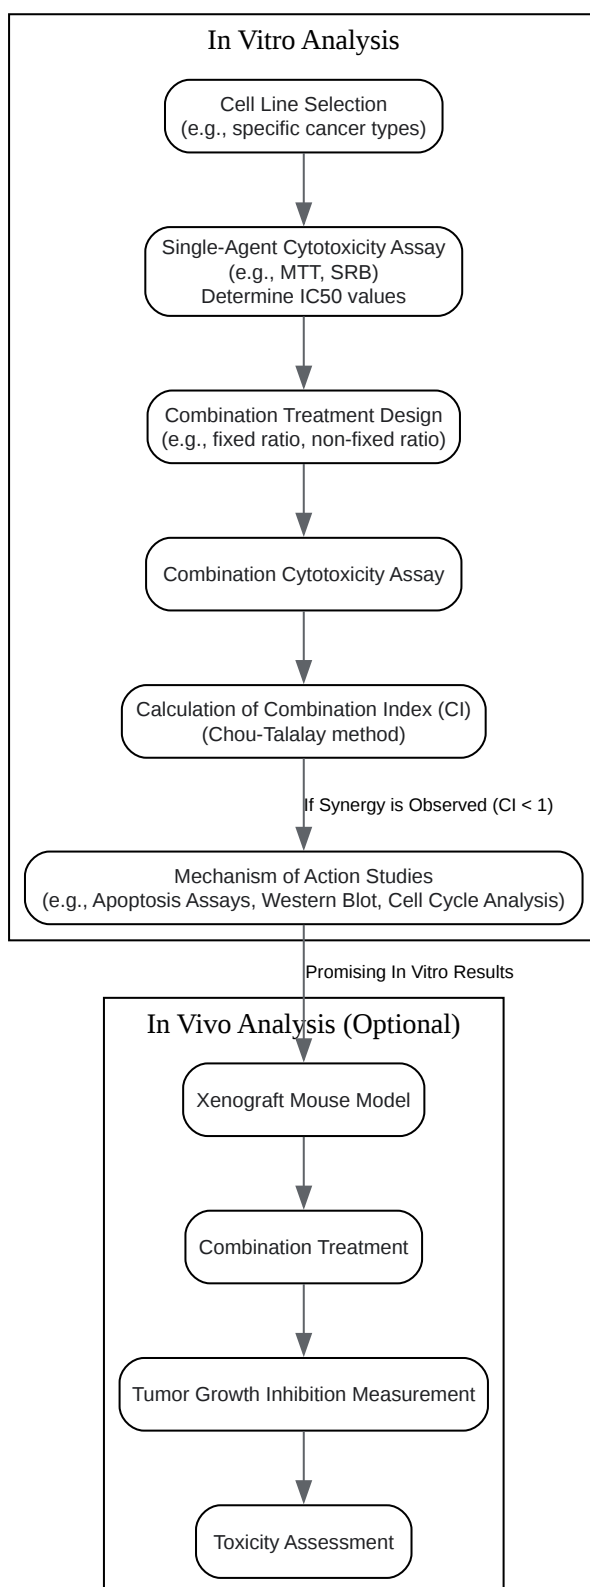 In Vitro Analysis
Cell Line Selection
(e.g., specific cancer types)
Single-Agent Cytotoxicity Assay
(e.g., MTT, SRB)
Determine IC50 values
Combination Treatment Design
(e.g., fixed ratio, non-fixed ratio)
Combination Cytotoxicity Assay
Calculation of Combination Index (CI)
(Chou-Talalay method)
If Synergy is Observed (CI < 1)
Mechanism of Action Studies
(e.g., Apoptosis Assays, Western Blot, Cell Cycle Analysis)
Promising In Vitro Results
In Vivo Analysis (Optional)
Xenograft Mouse Model
Combination Treatment
Tumor Growth Inhibition Measurement
Toxicity Assessment